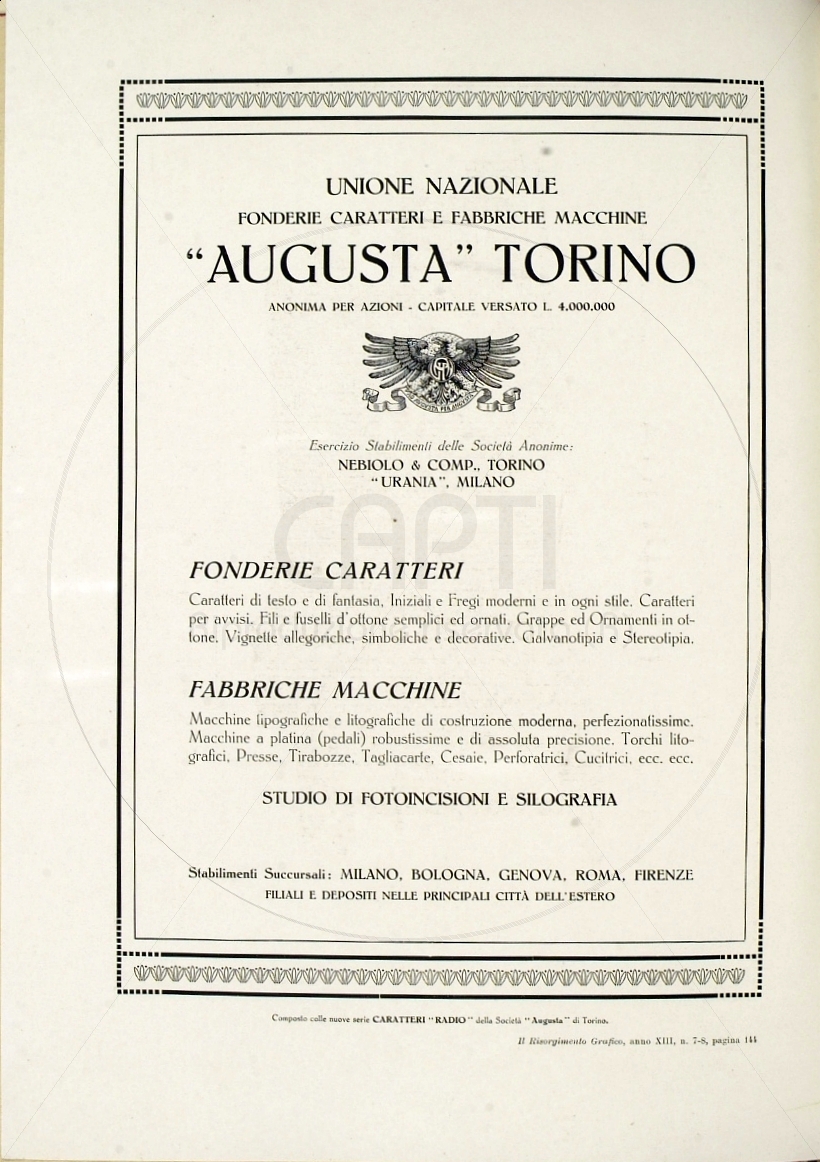 UNIONE NAZIONALE
FONDERIE CARATTERI E FABBRICHE MACCHINE
“AUGUSTA” TORINO
ANONIMA PER AZIONI - CAPITALE VERSATO L. 4.000.000
PER ANGUSTA
Esercizio Stabilimenti delle Società Anonime:
NEBIOLO & COMP., TORINO
“URANIA”, MILANO
CAPTI
FONDERIE CARATTERI
Caratteri di testo e di fantasia, Iniziali e Fregi moderni e in ogni stile. Caratteri
per avvisi. Fili e fuselli d'ottone semplici ed ornati. Grappe ed Ornamenti in ot-
tone. Vignette allegoriche, simboliche e decorative. Galvanotipia e Stereotipia.
FABBRICHE MACCHINE
Macchine tipografiche e litografiche di costruzione moderna, perfezionatissime.
Macchine a platina (pedali) robustissime e di assoluta precisione. Torchi lito-
grafici, Presse, Tirabozze, Tagliacarte, Cesaie, Perforatrici, Cucitrici, ecc. ecc.
STUDIO DI FOTOINCISIONI E SILOGRAFIA
Stabilimenti Succursali: MILANO, BOLOGNA, GENOVA, ROMA, FIRENZE
FILIALI E DEPOSITI NELLE PRINCIPALI CITTÀ DELL'ESTERO
Composto colle nuove serie CARATTERI “RADIO” della Società “Augusta” di Torino.
Il Risorgimento Grafico, anno XIII, n. 7-8, pagina 144